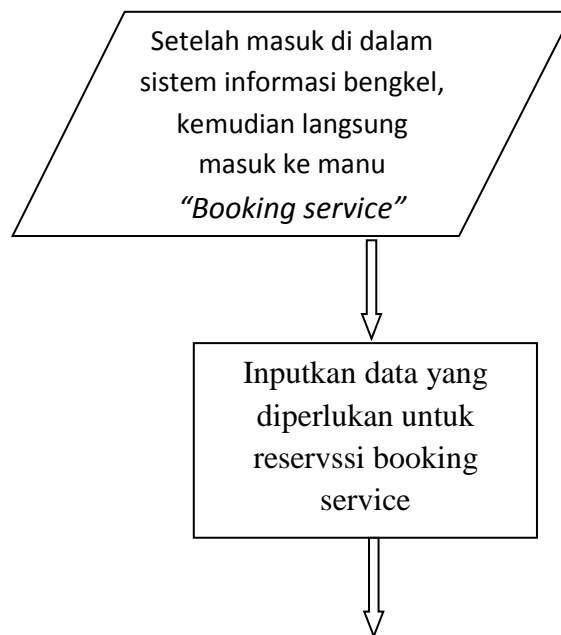 Setelah masuk di dalam
sistem informasi bengkel,
kemudian langsung
masuk ke manu
“Booking service”
Inputkan data yang
diperlukan untuk
reservssi booking
service